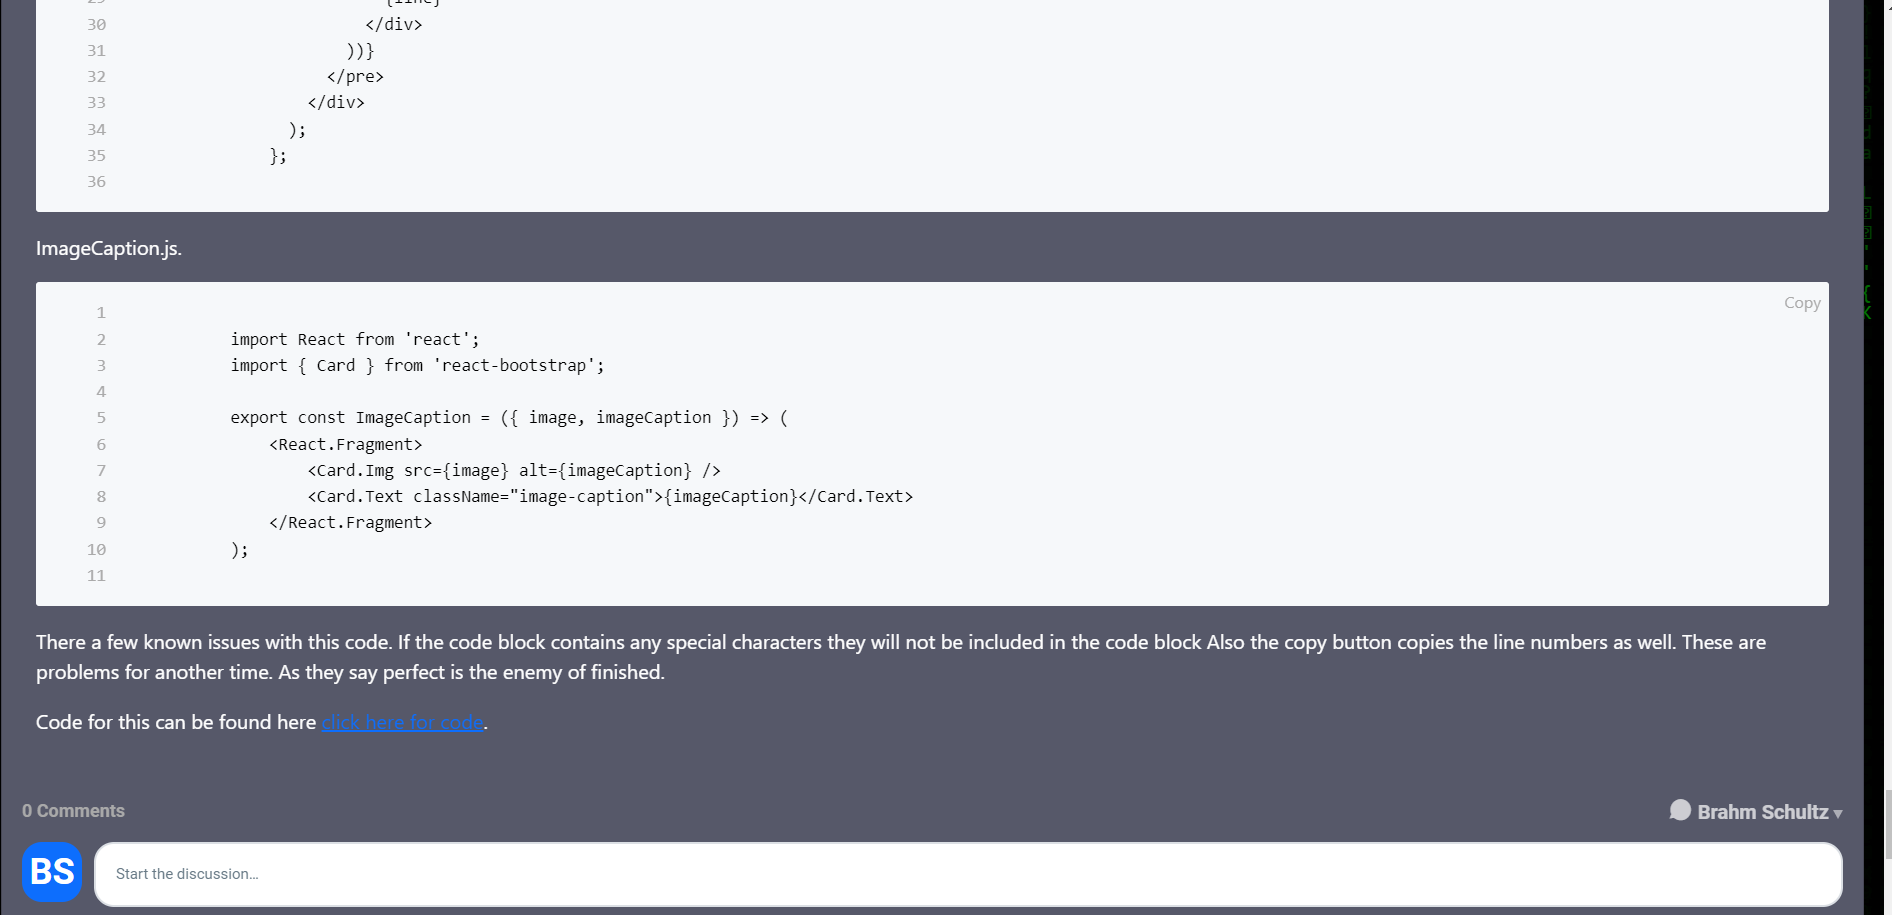 30 </div>
31 ))}
32 </pre>
33 </div>
34 );
35 };
36
ImageCaption.js.
Copy
1
2 import React from 'react';
3 import { Card } from 'react-bootstrap';
4
5 export const ImageCaption = ({ image, imageCaption }) => (
6 <React.Fragment>
7 <Card.Img src={image} alt={imageCaption} />
8 <Card.Text className="image-caption">{imageCaption}</Card.Text>
9 </React.Fragment>
10 );
11
There a few known issues with this code. If the code block contains any special characters they will not be included in the code block Also the copy button copies the line numbers as well. These are
problems for another time. As they say perfect is the enemy of finished.
Code for this can be found here click here for code.
0 Comments
Brahm Schultz
BS
Start the discussion...